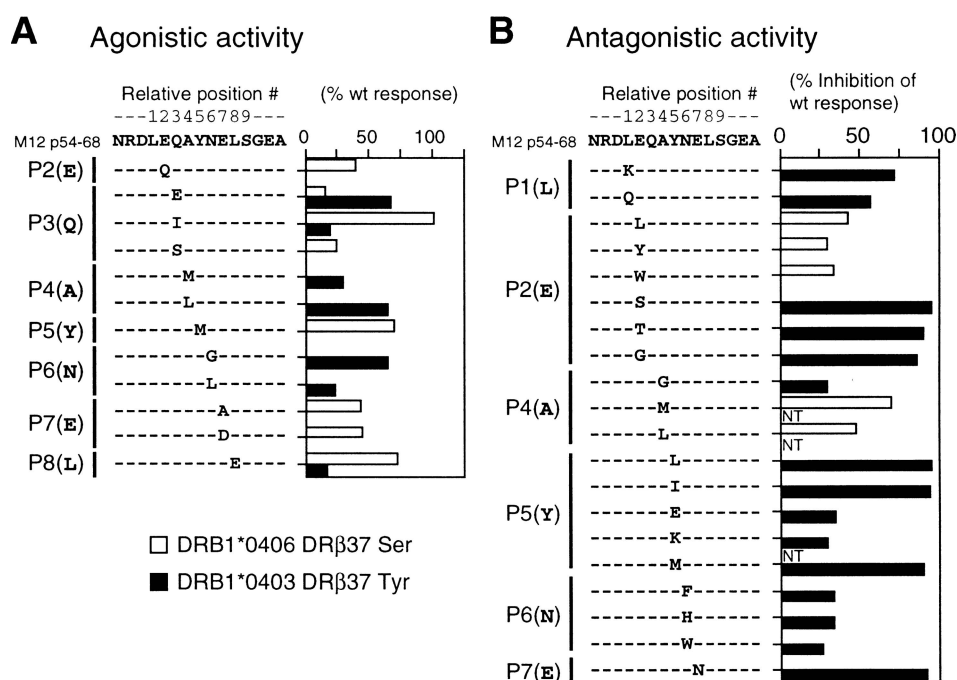 A Agonistic activity
Relative position # (% wt response)
---123456789---
M12 p54-68 NRDLEQAYNELSGEA 0 50 100
P2(E)
----Q----------
P3(Q)
-----E---------
-----I---------
-----S---------
P4(A)
------M--------
------L--------
P5(Y)
-------M-------
P6(N)
--------G------
--------L------
P7(E)
---------A-----
---------D-----
P8(L)
----------E----
DRB1*0406 DRβ37 Ser
DRB1*0403 DRβ37 Tyr
B Antagonistic activity
Relative position # (% Inhibition of
wt response)
---123456789---
M12 p54-68 NRDLEQAYNELSGEA 0 50 100
P1(L)
---K-----------
---Q-----------
P2(E)
----L----------
----Y----------
----W----------
----S----------
----T----------
----G----------
P4(A)
------G--------
------M--------
NT
------L--------
NT
P5(Y)
-------L-------
-------I-------
-------E-------
-------K-------
NT
-------M-------
P6(N)
--------F------
--------H------
--------W------
P7(E)
---------N-----